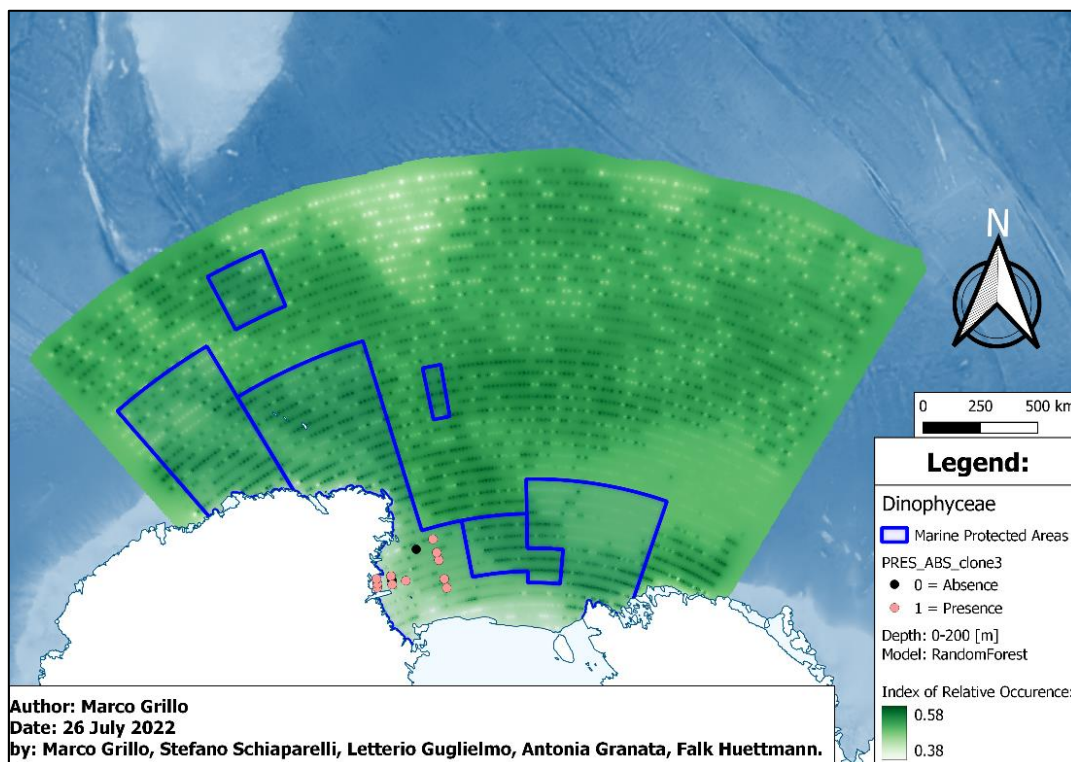 N
0 250 500 km
Legend:
Dinophyceae
Marine Protected Areas
PRES_ABS_clone3
0 = Absence
1 = Presence
Depth: 0-200 [m]
Model: RandomForest
Index of Relative Occurence:
0.58
0.38
Author: Marco Grillo
Date: 26 July 2022
by: Marco Grillo, Stefano Schiaparelli, Letterio Guglielmo, Antonia Granata, Falk Huettmann.